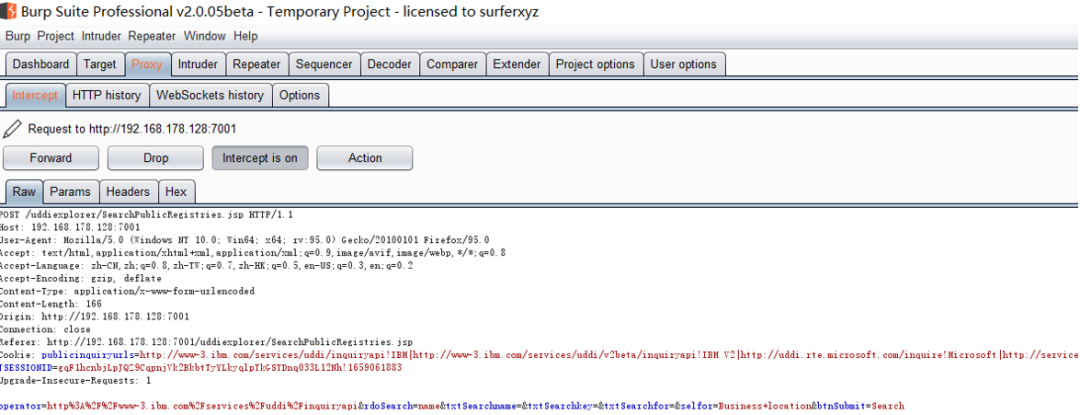 Burp Suite Professional v2.0.05beta - Temporary Project - licensed to surferxyz
Burp Project Intruder Repeater Window Help
Dashboard Target Proxy Intruder Repeater Sequencer Decoder Comparer Extender Project options User options
Intercept HTTP history WebSockets history Options
Request to http://192.168.178.128:7001
Forward Drop Intercept is on Action
Raw Params Headers Hex
POST /uddiexplorer/SearchPublicRegistries.jsp HTTP/1.1
Host: 192.168.178.128:7001
User-Agent: Mozilla/5.0 (Windows NT 10.0; Win64; x64; rv:95.0) Gecko/20100101 Firefox/95.0
Accept: text/html,application/xhtml+xml,application/xml;q=0.9,image/avif,image/webp,*/*;q=0.8
Accept-Language: zh-CN,zh;q=0.8,zh-TW;q=0.7,zh-HK;q=0.5,en-US;q=0.3,en;q=0.2
Accept-Encoding: gzip, deflate
Content-Type: application/x-www-form-urlencoded
Content-Length: 166
Origin: http://192.168.178.128:7001
Connection: close
Referer: http://192.168.178.128:7001/uddiexplorer/SearchPublicRegistries.jsp
Cookie: publicinquiryurls=http://www-3.ibm.com/services/uddi/inquiryapi!IBM|http://www-3.ibm.com/services/uddi/v2beta/inquiryapi!IBM V2|http://uddi.rte.microsoft.com/inquire!Microsoft|http://service
JSESSIONID=gqF1hcnbjLpJQZ9CqpnjVk2BkbtTyYLkyqlpTkGSTDnq033L12Nh!1659061883
Upgrade-Insecure-Requests: 1
operator=http%3A%2F%2Fwww-3.ibm.com%2Fservices%2Fuddi%2Finquiryapi&rdoSearch=name&txtSearchname=&txtSearchkey=&txtSearchfor=&selfor=Business+location&btnSubmit=Search